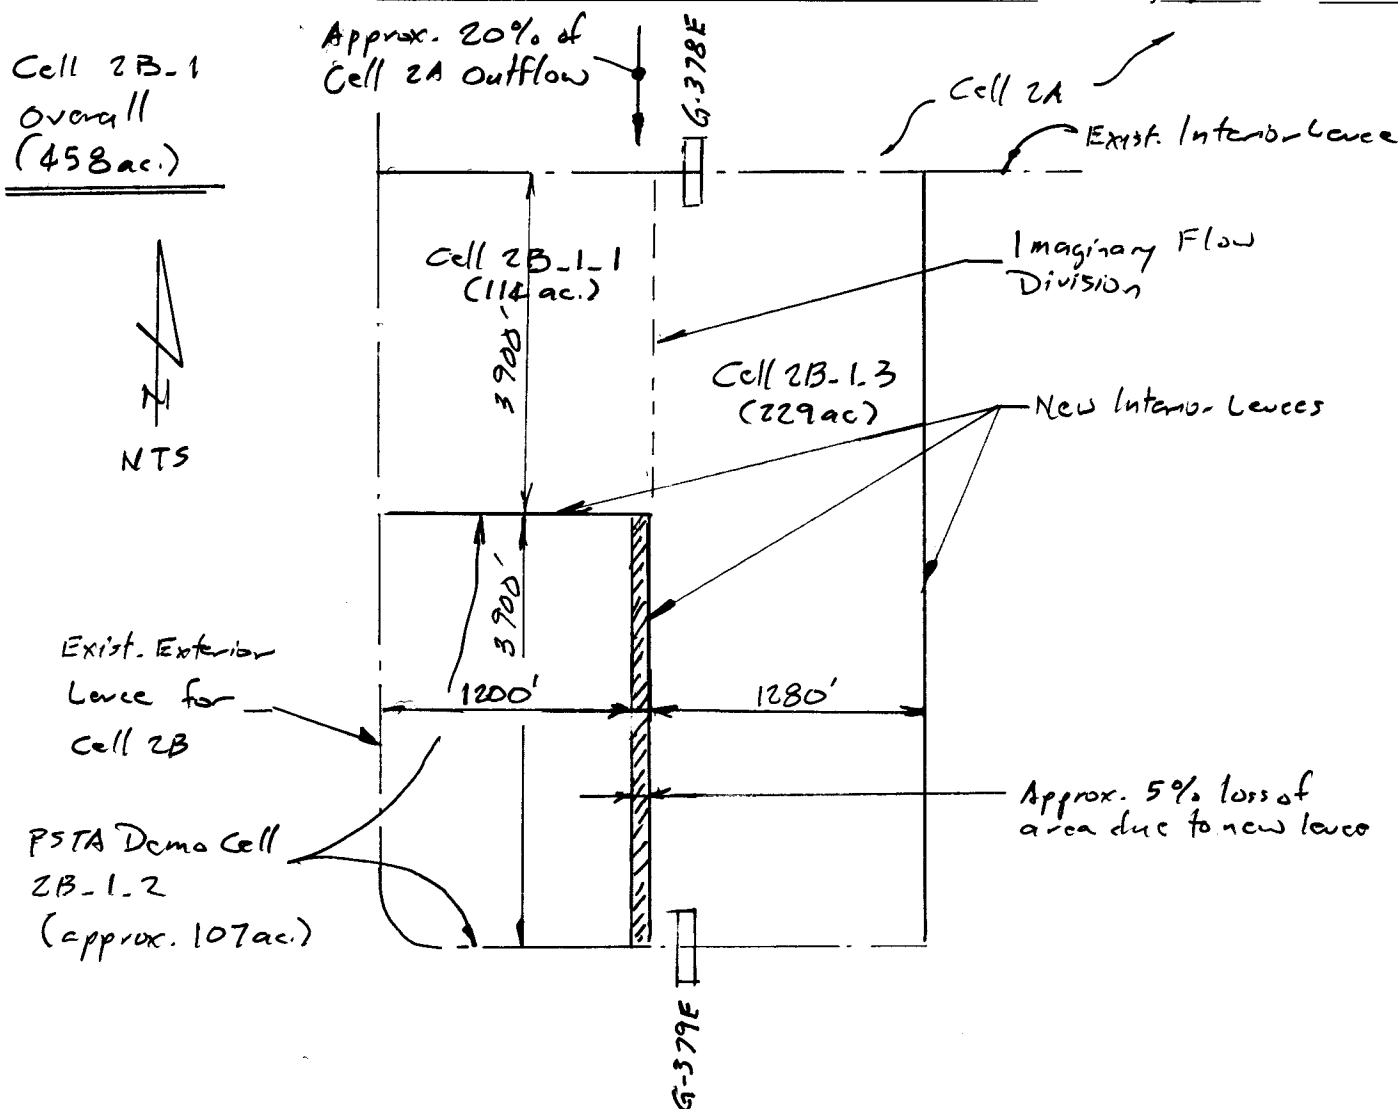 Approx. 20% of
Cell 2A Outflow
G-378E
Cell 2B-1
Overall
(458ac.)
Cell 2A
Exist. Interior Levee
Cell 2B-1-1
(114 ac.)
Imaginary Flow
Division
3900'
Cell 2B-1-3
(229ac)
New Interior Levees
N
NTS
3900'
Exist. Exterior
Levee for
Cell 2B
1200'
1280'
Approx. 5% loss of
area due to new levee
PSTA Demo Cell
2B-1-2
(approx. 107ac.)
G-379E